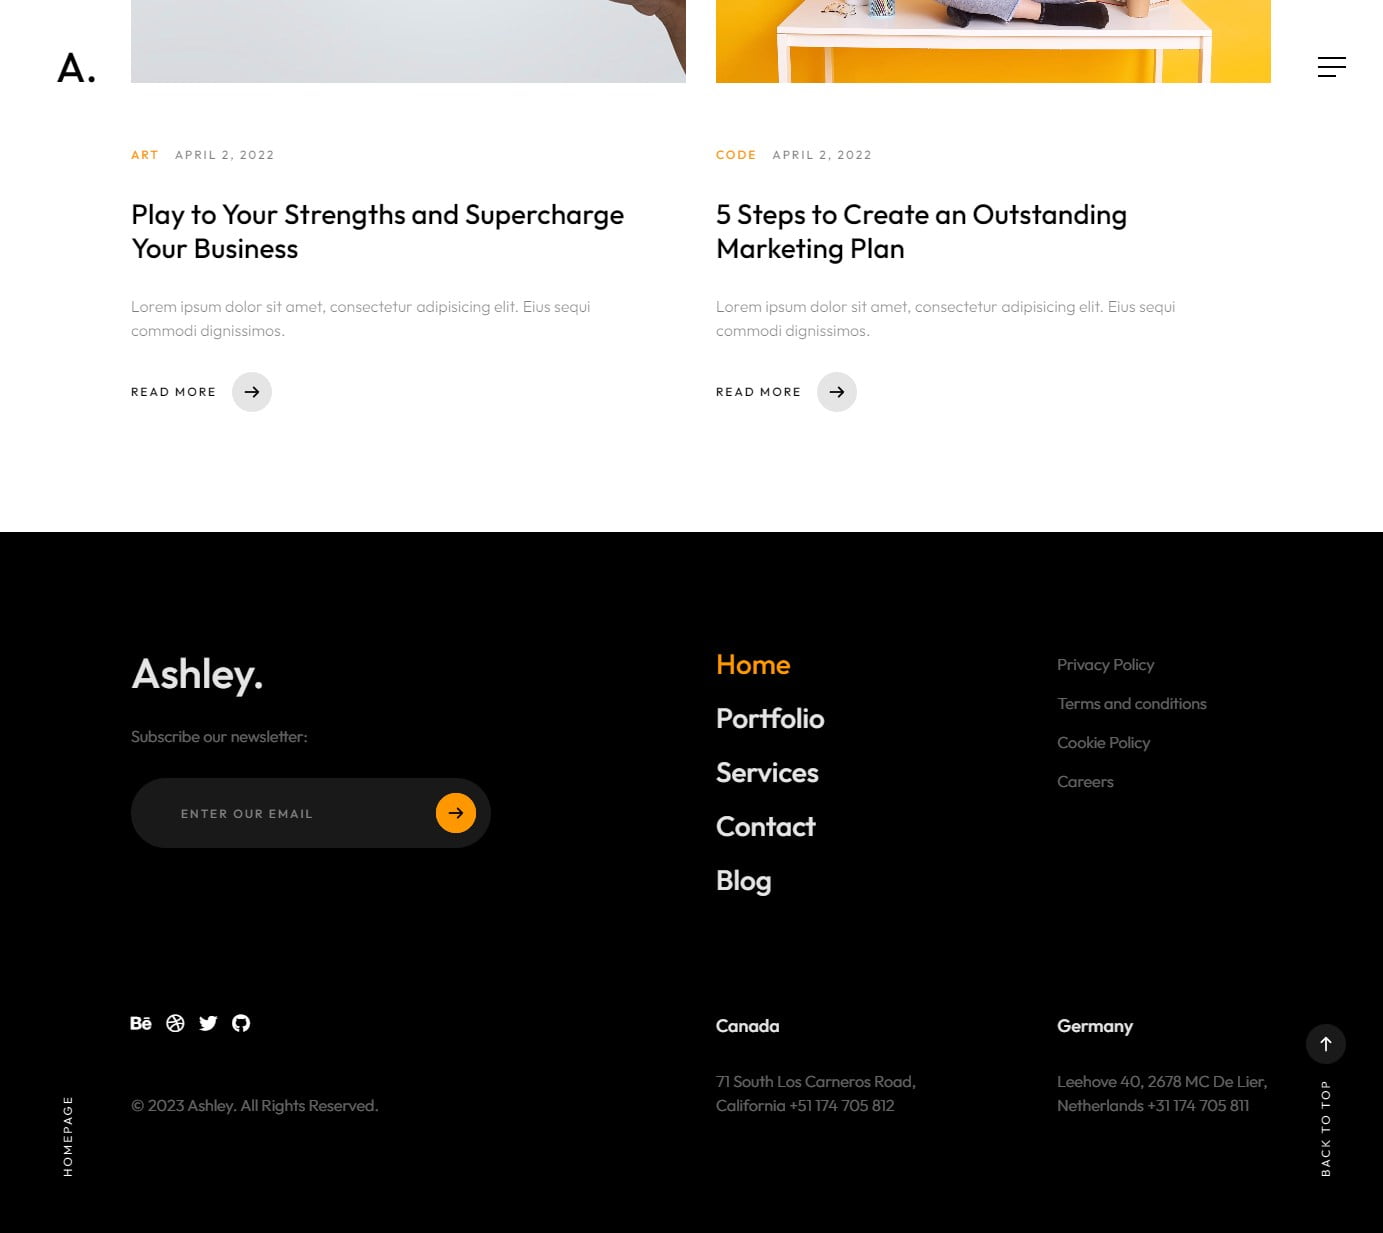 A.
ART APRIL 2, 2022
Play to Your Strengths and Supercharge
Your Business
Lorem ipsum dolor sit amet, consectetur adipisicing elit. Eius sequi
commodi dignissimos.
READ MORE
CODE APRIL 2, 2022
5 Steps to Create an Outstanding
Marketing Plan
Lorem ipsum dolor sit amet, consectetur adipisicing elit. Eius sequi
commodi dignissimos.
READ MORE
Ashley.
Subscribe our newsletter:
ENTER OUR EMAIL
Home
Portfolio
Services
Contact
Blog
Privacy Policy
Terms and conditions
Cookie Policy
Careers
Bē
© 2023 Ashley. All Rights Reserved.
Canada
71 South Los Carneros Road,
California +51 174 705 812
Germany
Leehove 40, 2678 MC De Lier,
Netherlands +31 174 705 811
HOMEPAGE
BACK TO TOP